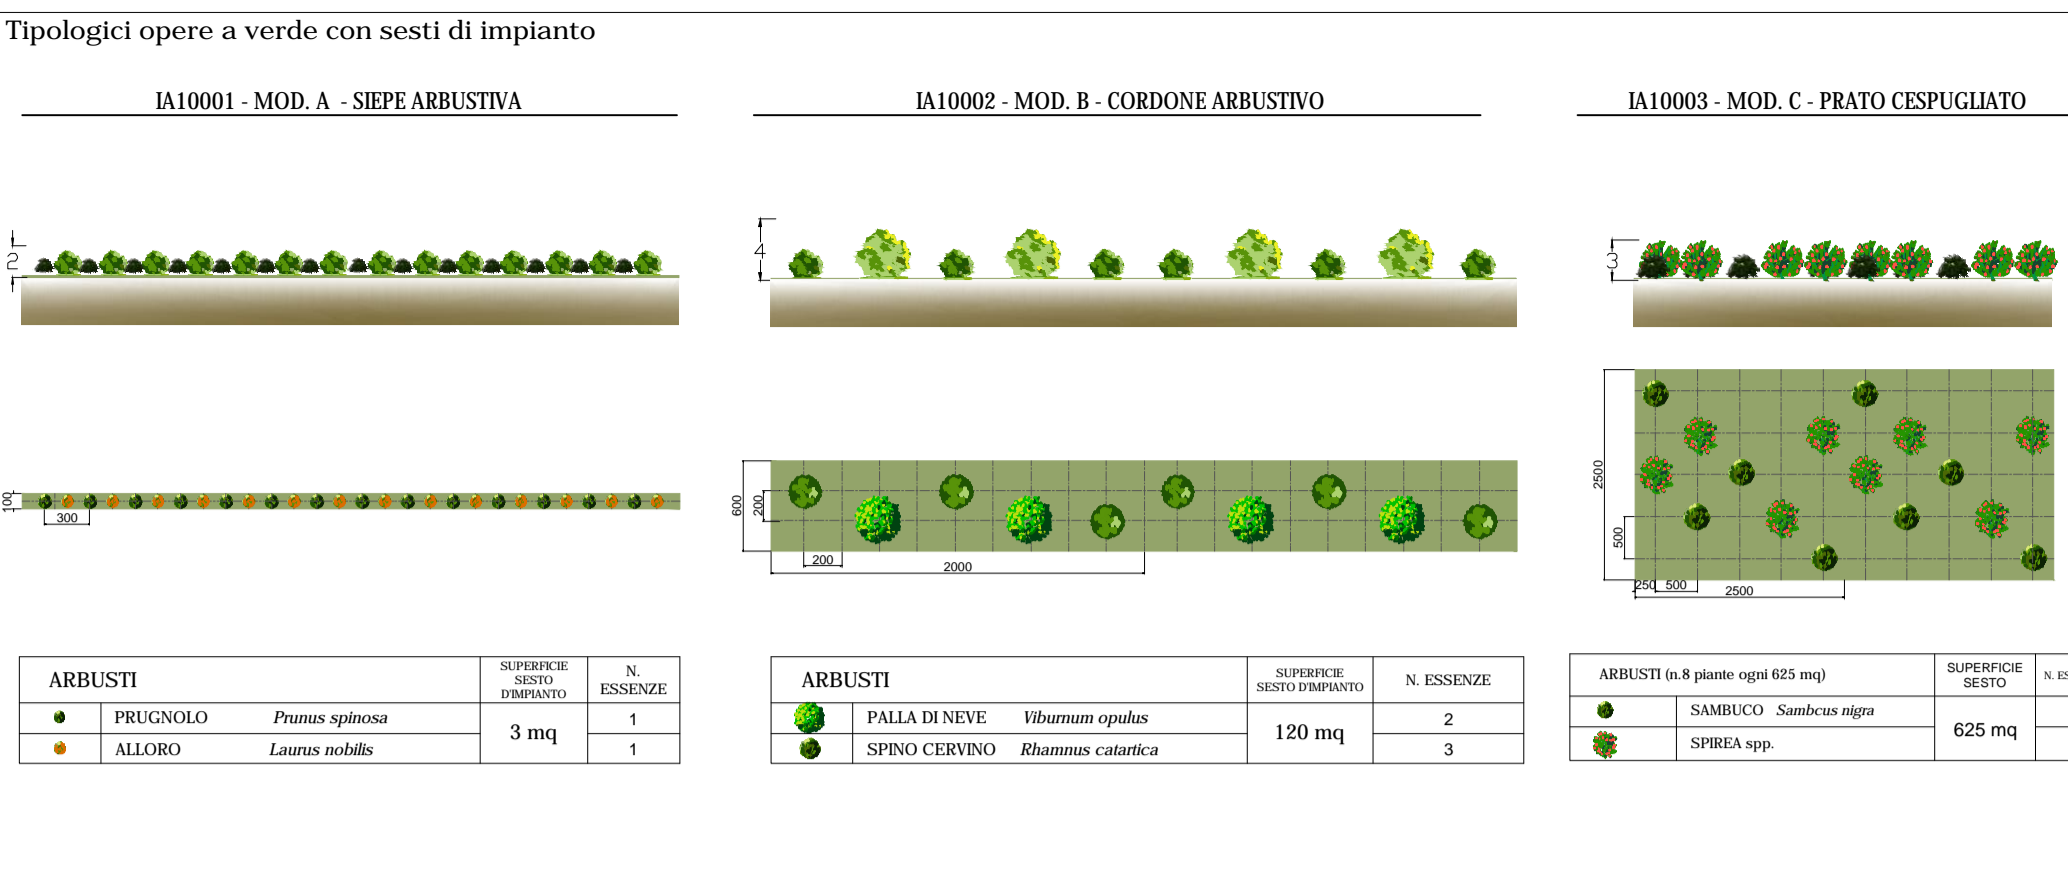 Tipologici opere a verde con sesti di impianto
IA10001 - MOD. A - SIEPE ARBUSTIVA
2
100
300
ARBUSTI
SUPERFICIE
SESTO
D'IMPIANTO
N.
ESSENZE
PRUGNOLO Prunus spinosa
3 mq
1
ALLORO Laurus nobilis
1
IA10002 - MOD. B - CORDONE ARBUSTIVO
4
600
200
200
2000
ARBUSTI
SUPERFICIE
SESTO D'IMPIANTO
N. ESSENZE
PALLA DI NEVE Viburnum opulus
120 mq
2
SPINO CERVINO Rhamnus catartica
3
IA10003 - MOD. C - PRATO CESPUGLIATO
3
2500
500
250 500
2500
ARBUSTI (n.8 piante ogni 625 mq)
SUPERFICIE
SESTO
N. ES
SAMBUCO Sambcus nigra
625 mq
SPIREA spp.